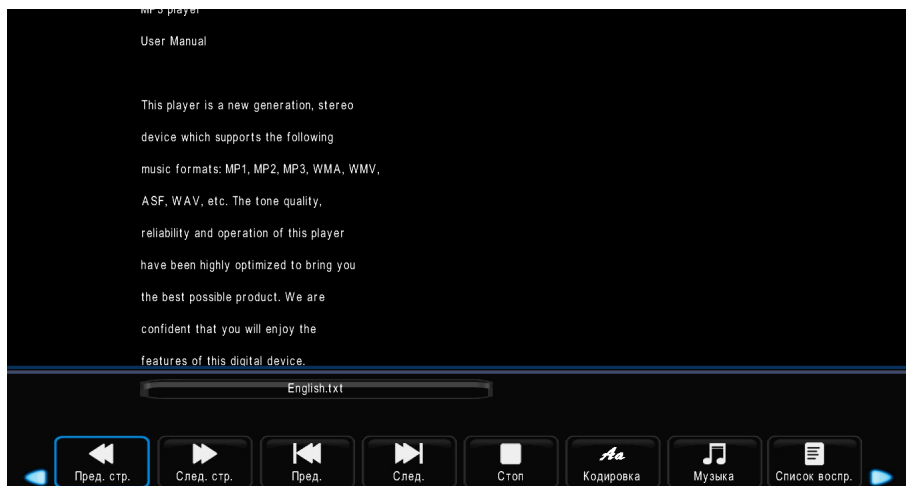 MP3 player
User Manual
This player is a new generation, stereo
device which supports the following
music formats: MP1, MP2, MP3, WMA, WMV,
ASF, WAV, etc. The tone quality,
reliability and operation of this player
have been highly optimized to bring you
the best possible product. We are
confident that you will enjoy the
features of this digital device.
English.txt
Пред. стр.
След. стр.
Пред.
След.
Стоп
Aa
Кодировка
Музыка
Список воспр.